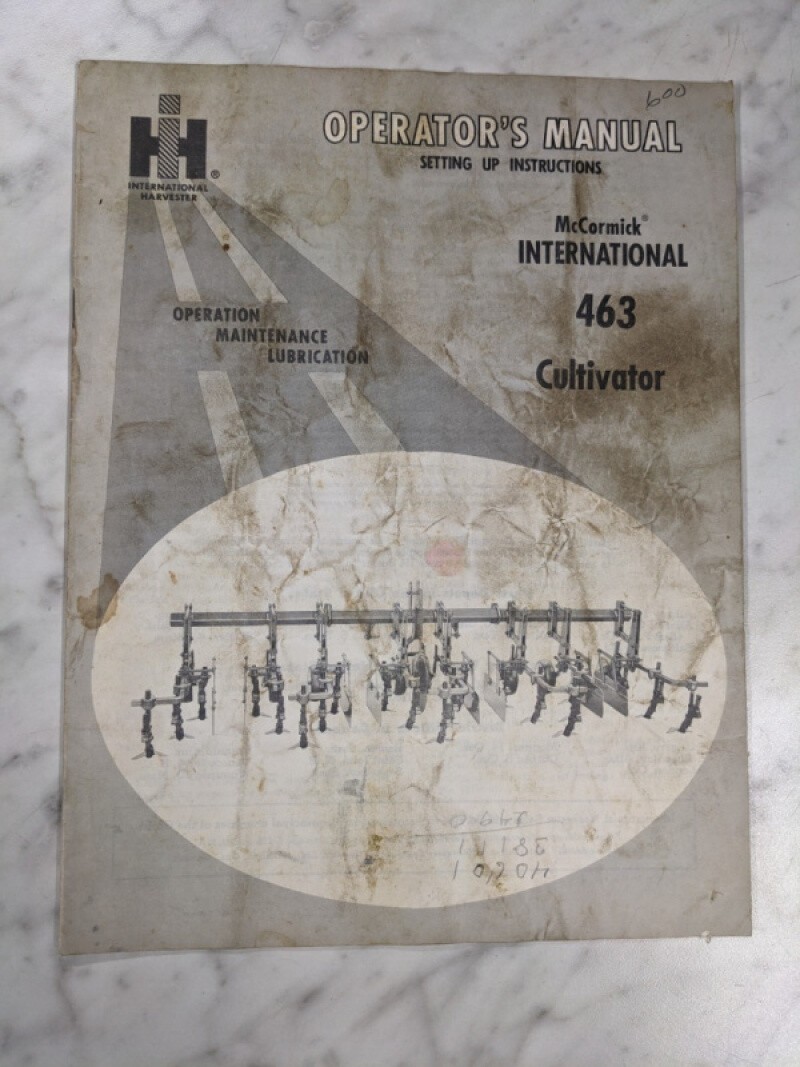 600
OPERATOR'S MANUAL
SETTING UP INSTRUCTIONS
IH®
INTERNATIONAL
HARVESTER
McCormick®
INTERNATIONAL
463
Cultivator
OPERATION
MAINTENANCE
LUBRICATION